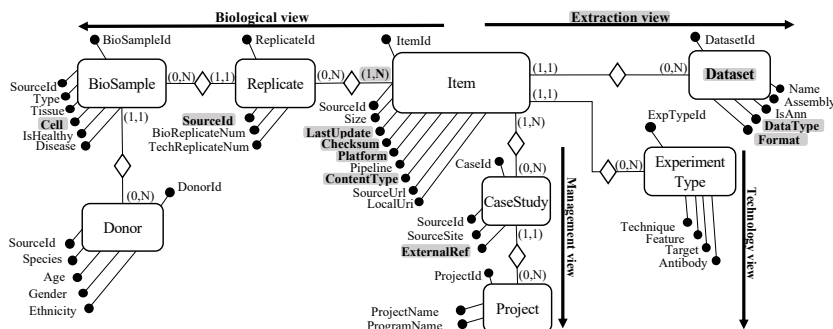 Biological view
Extraction view
BioSampleId
ReplicateId
ItemId
DatasetId
BioSample
(0,N)
(1,1)
Replicate
(0,N)
(1,N)
Item
(1,1)
(0,N)
Dataset
(1,1)
SourceId
Type
Tissue
Cell
IsHealthy
Disease
(1,1)
SourceId
BioReplicateNum
TechReplicateNum
SourceId
Size
LastUpdate
Checksum
Platform
Pipeline
ContentType
SourceUrl
LocalUri
(1,N)
Name
Assembly
IsAnn
DataType
Format
ExpTypeId
CaseId
(0,N)
(0,N)
Experiment
Type
Management view
Technology view
(0,N)
DonorId
Donor
CaseStudy
SourceId
SourceSite
ExternalRef
(1,1)
Technique
Feature
Target
Antibody
SourceId
Species
Age
Gender
Ethnicity
ProjectId
(0,N)
Project
ProjectName
ProgramName